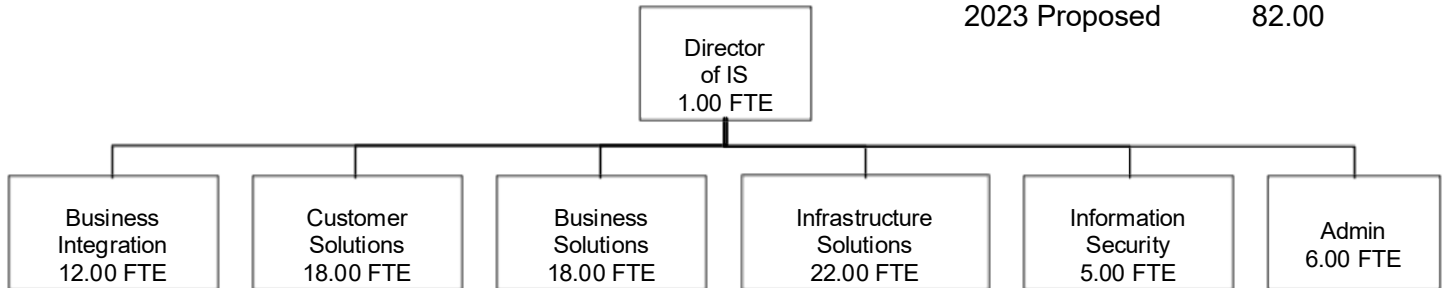 2023 Proposed 82.00
Director
of IS
1.00 FTE
Business
Integration
12.00 FTE
Customer
Solutions
18.00 FTE
Business
Solutions
18.00 FTE
Infrastructure
Solutions
22.00 FTE
Information
Security
5.00 FTE
Admin
6.00 FTE